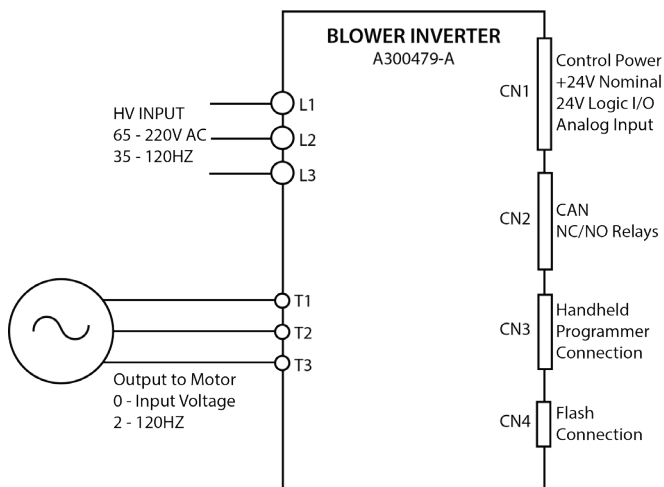 BLOWER INVERTER
A300479-A
HV INPUT
65 - 220V AC
35 - 120HZ
L1
L2
L3
T1
T2
T3
Output to Motor
0 - Input Voltage
2 - 120HZ
CN1
Control Power
+24V Nominal
24V Logic I/O
Analog Input
CN2
CAN
NC/NO Relays
CN3
Handheld
Programmer
Connection
CN4
Flash
Connection